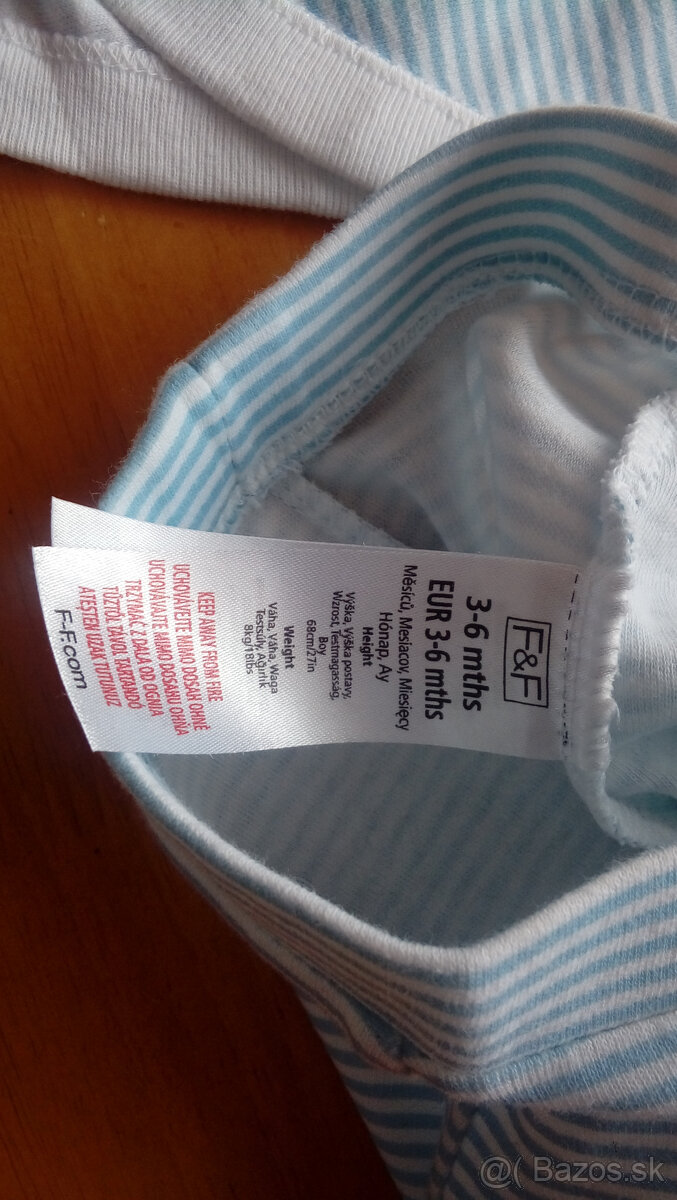 F&F
3-6 mths
EUR 3-6 mths
Měsíců, Mesiacov, Miesięcy
Hónap Ay
Height
Výška, Výška postavy,
Wzrost, Testmagasság,
Boy
68cm/27in
Weight
Váha, Váha, Waga
Testsúly, Ağırlık
8kg/18lbs
KEEP AWAY FROM FIRE
UCHOVÁVEJTE MIMO DOSAH OHNĚ
UCHOVÁVAJTE MIMO DOSAHU OHŇA
TRZYMAĆ Z DALA OD OGNIA
TŰZTŐL TÁVOL TARTANDÓ
ATEŞTEN UZAK TUTUNUZ
F-F.com
@( Bazos.sk